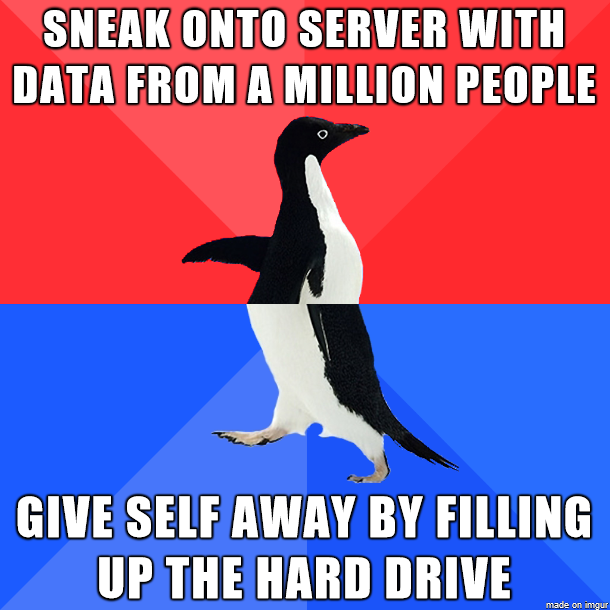 SNEAK ONTO SERVER WITH
DATA FROM A MILLION PEOPLE
GIVE SELF AWAY BY FILLING
UP THE HARD DRIVE
made on imgur